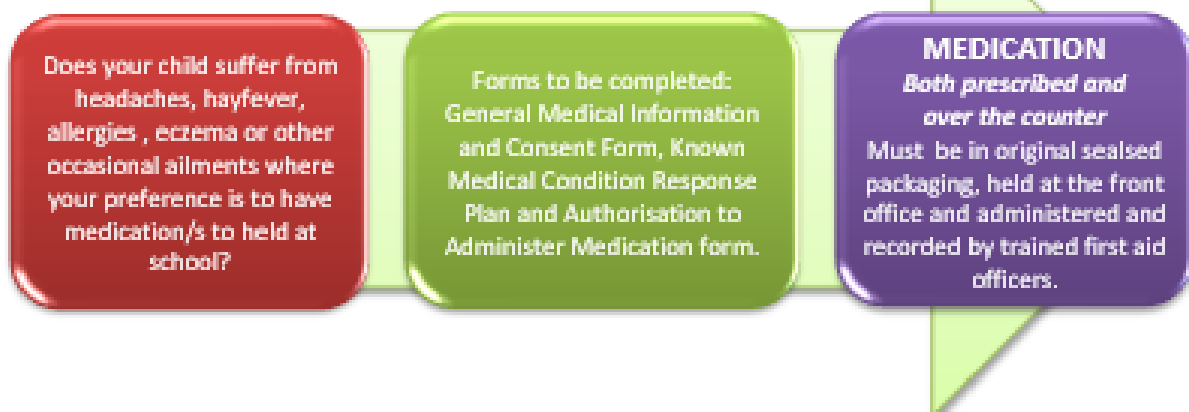 Does your child suffer from
headaches, hayfever,
allergies , eczema or other
occasional ailments where
your preference is to have
medication/s to held at
school?
Forms to be completed:
General Medical Information
and Consent Form, Known
Medical Condition Response
Plan and Authorisation to
Administer Medication form.
MEDICATION
Both prescribed and
over the counter
Must be in original sealsed
packaging, held at the front
office and administered and
recorded by trained first aid
officers.